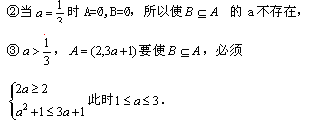 ②当 a=1/3 时 A=∅,B=∅，所以使 B⊆A 的 a 不存在，
③ a>1/3，A=(2,3a+1)要使 B⊆A，必须
{2a≥2
a²+1≤3a+1 此时1≤a≤3．